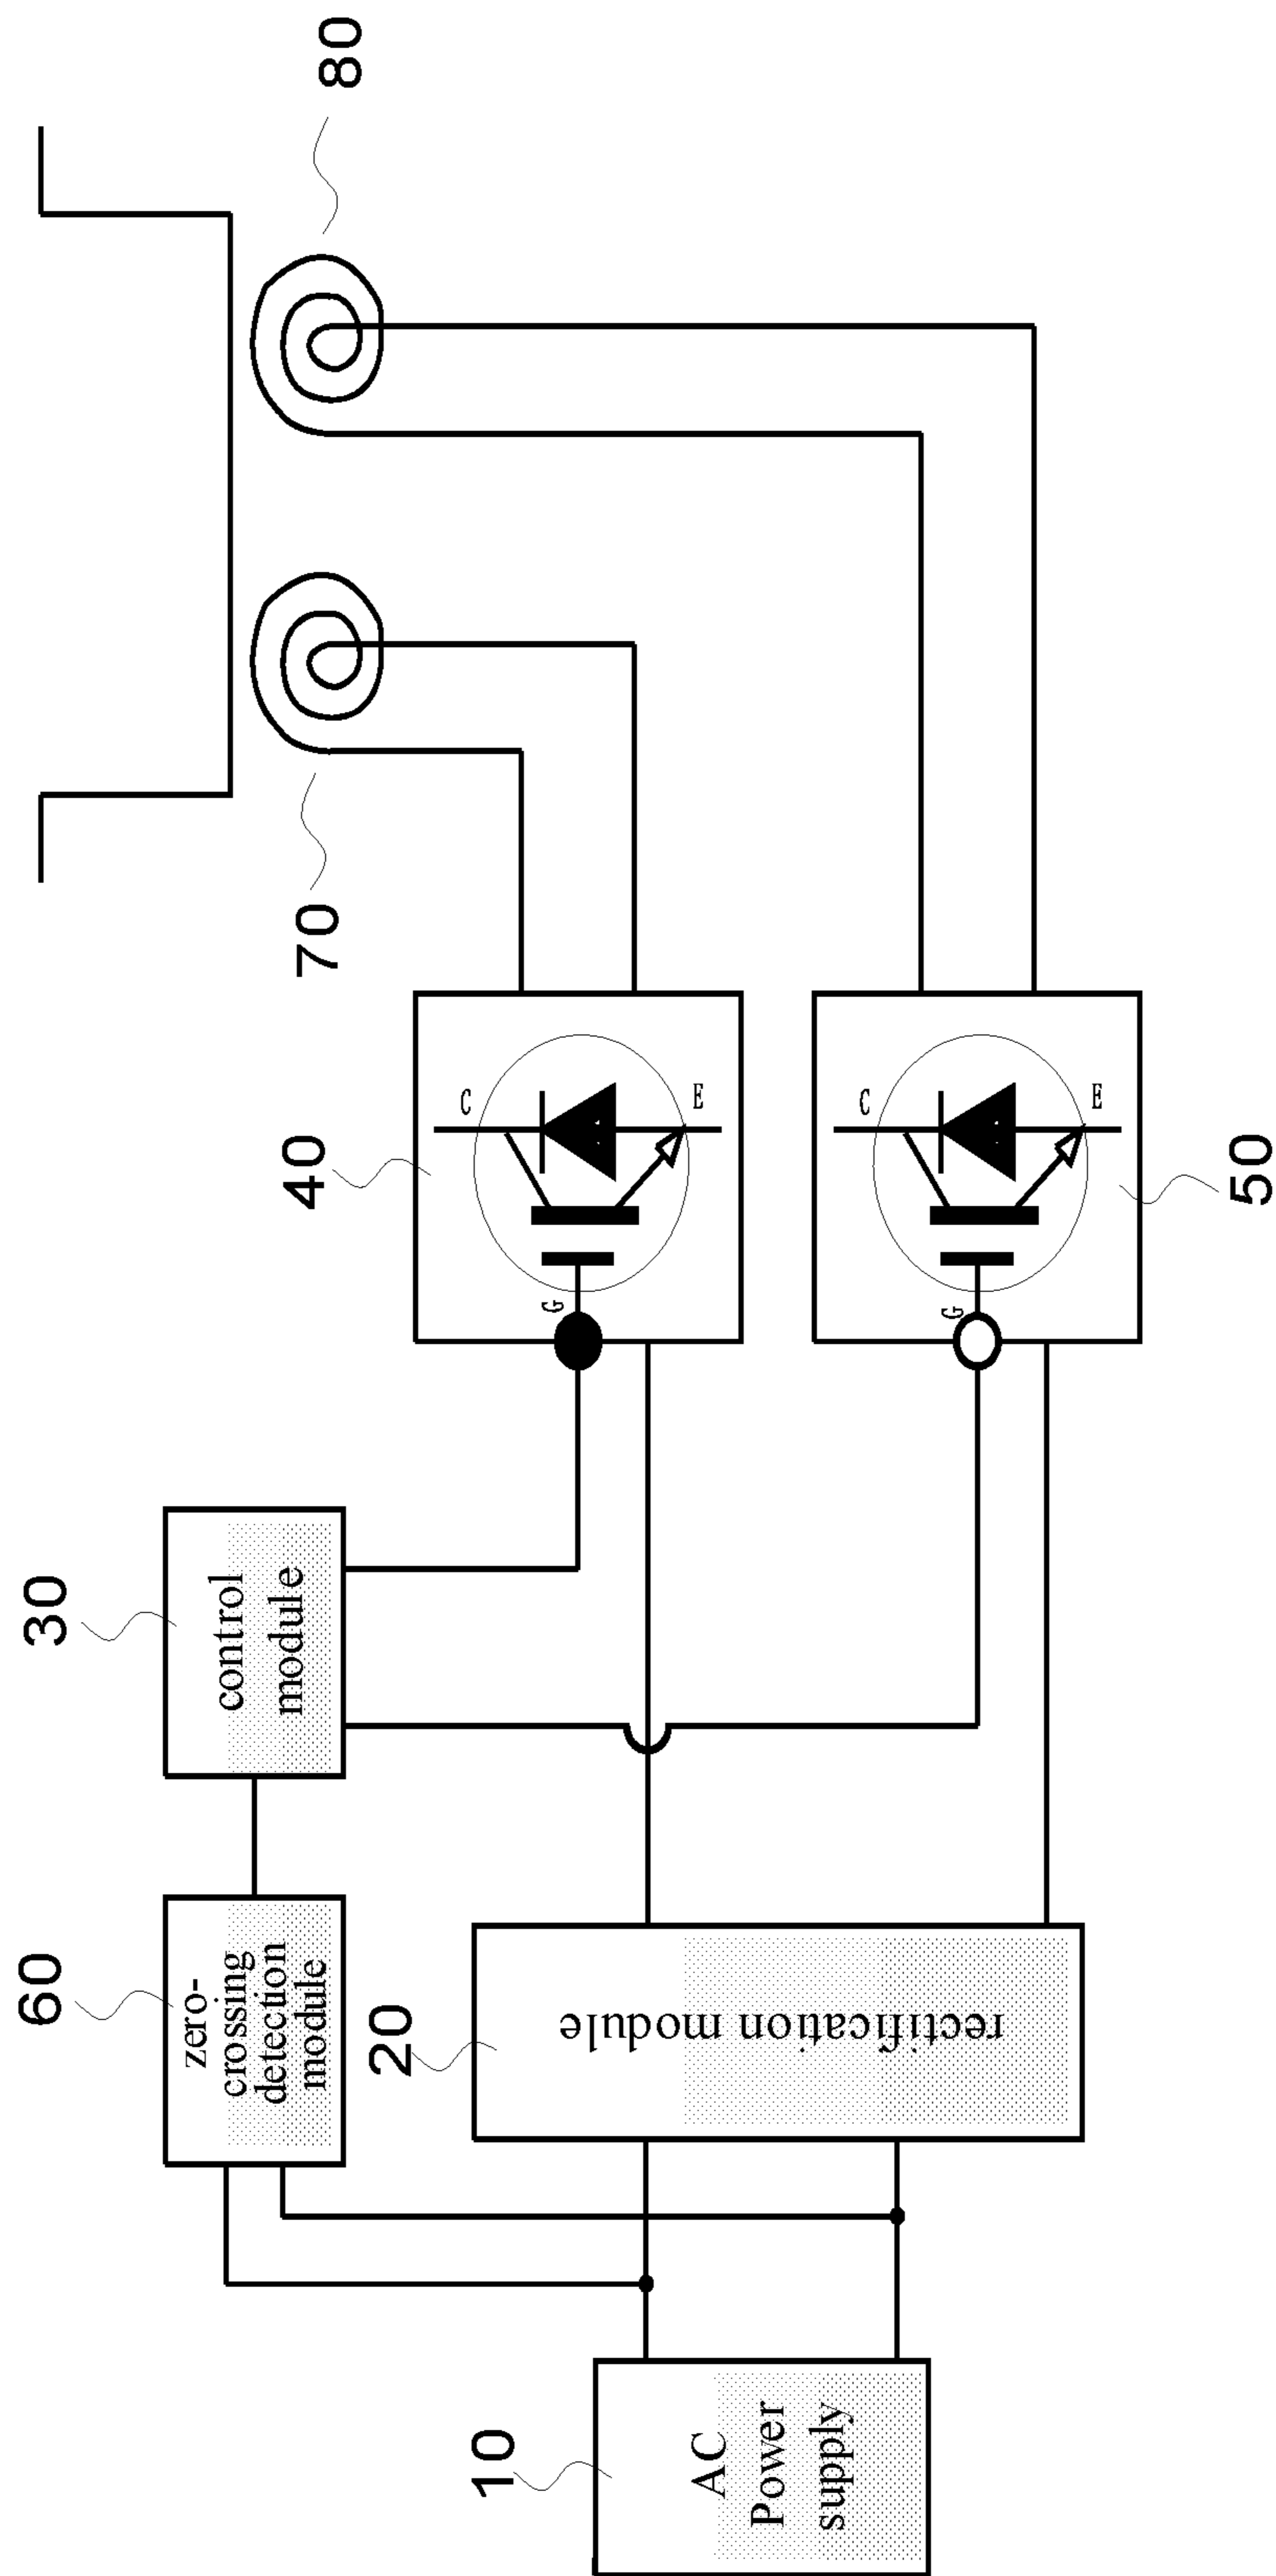 60
zero-
crossing
detection
module
30
control
module
10
AC
Power
supply
20
rectification module
40
G
C
E
50
G
C
E
70
80